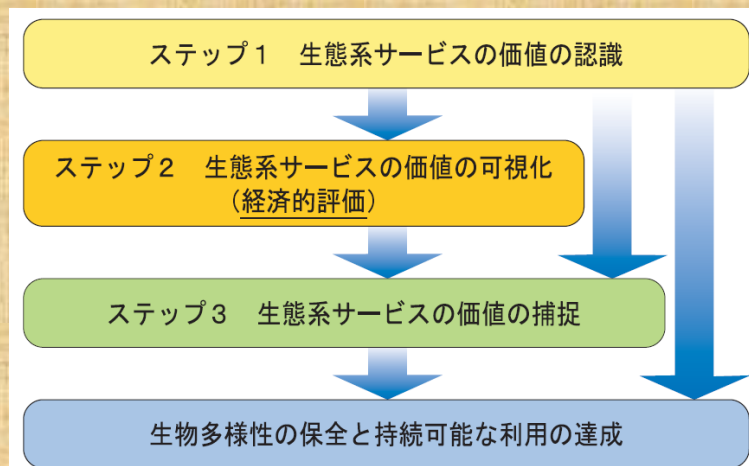 ステップ1 生態系サービスの価値の認識
ステップ2 生態系サービスの価値の可視化
(経済的評価)
ステップ3 生態系サービスの価値の捕捉
生物多様性の保全と持続可能な利用の達成